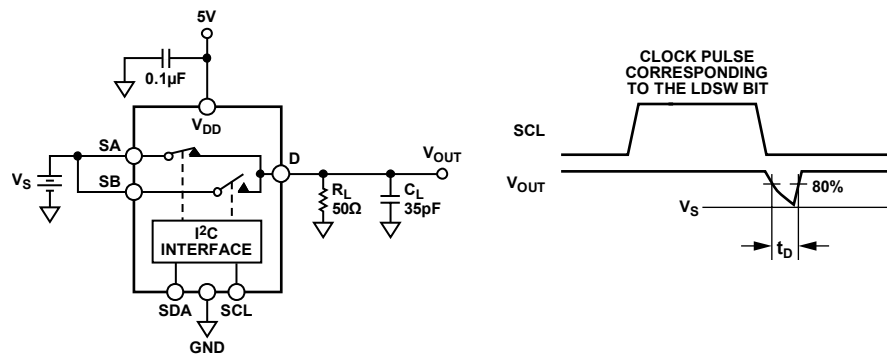 5V
0.1µF
VDD
SA
SB
VS
D
VOUT
RL
50Ω
CL
35pF
I2C
INTERFACE
SDA
SCL
GND
CLOCK PULSE
CORRESPONDING
TO THE LDSW BIT
SCL
VOUT
80%
VS
tD